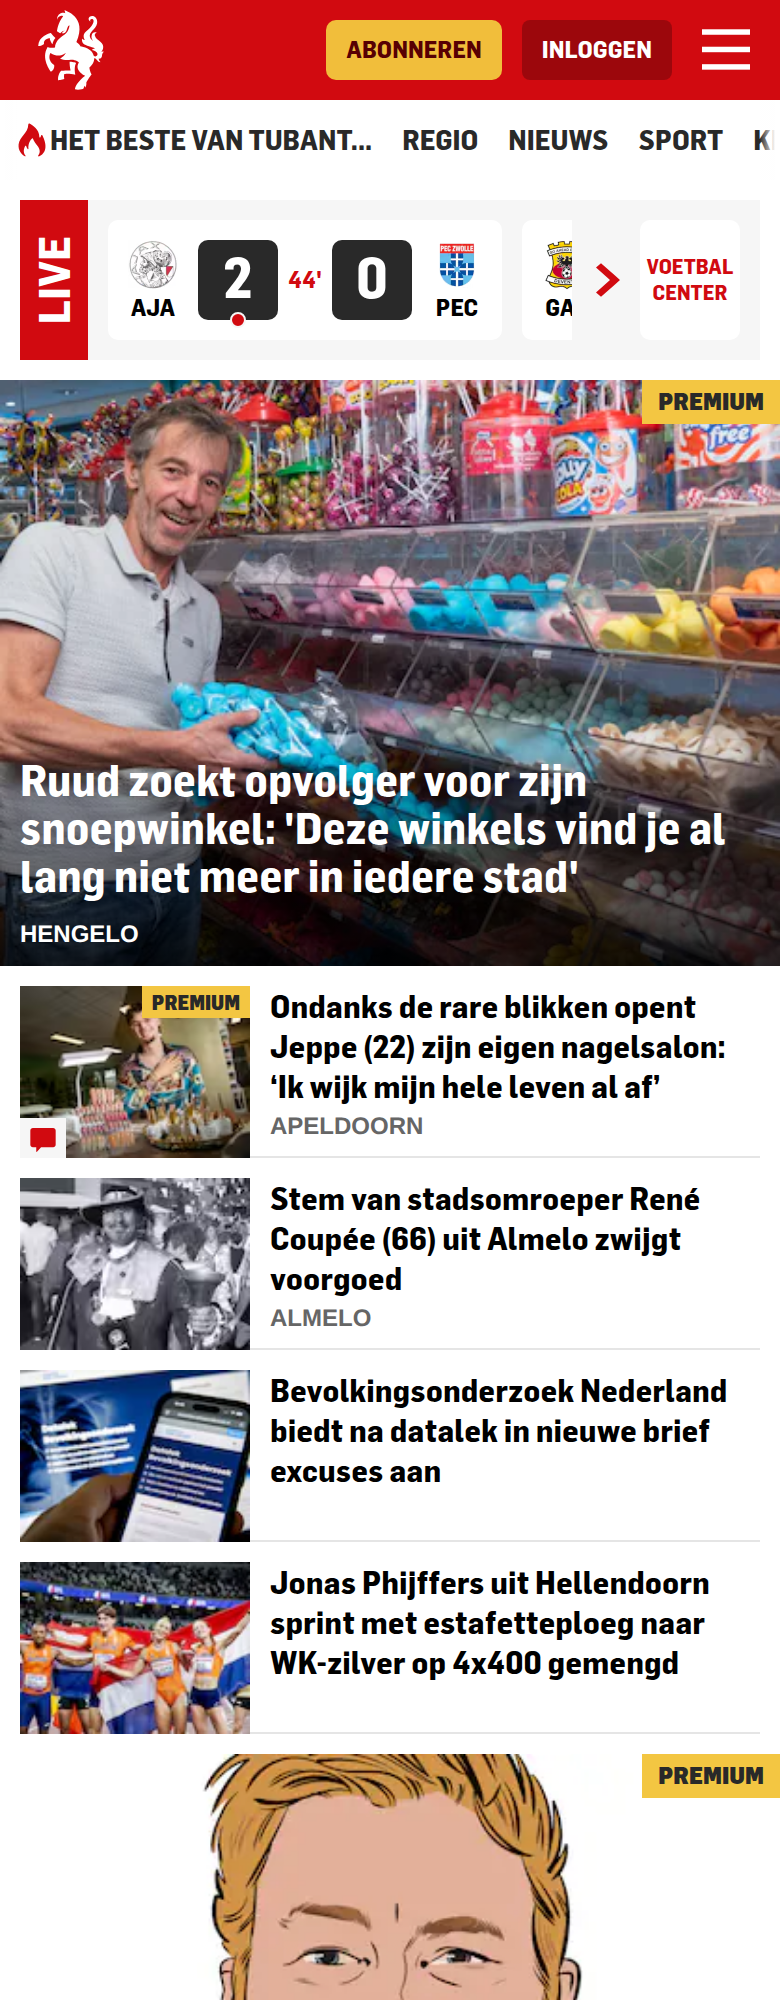 ABONNEREN
INLOGGEN
HET BESTE VAN TUBANT...
REGIO
NIEUWS
SPORT
LIVE
AJA
2
44'
0
PEC ZWOLLE
PEC
GA
VOETBAL
CENTER
PREMIUM
free
Ruud zoekt opvolger voor zijn
snoepwinkel: 'Deze winkels vind je al
lang niet meer in iedere stad'
HENGELO
PREMIUM
Ondanks de rare blikken opent
Jeppe (22) zijn eigen nagelsalon:
‘Ik wijk mijn hele leven al af’
APELDOORN
Stem van stadsomroeper René
Coupée (66) uit Almelo zwijgt
voorgoed
ALMELO
Bevolkingsonderzoek Nederland
biedt na datalek in nieuwe brief
excuses aan
Jonas Phijffers uit Hellendoorn
sprint met estafetteploeg naar
WK-zilver op 4x400 gemengd
PREMIUM